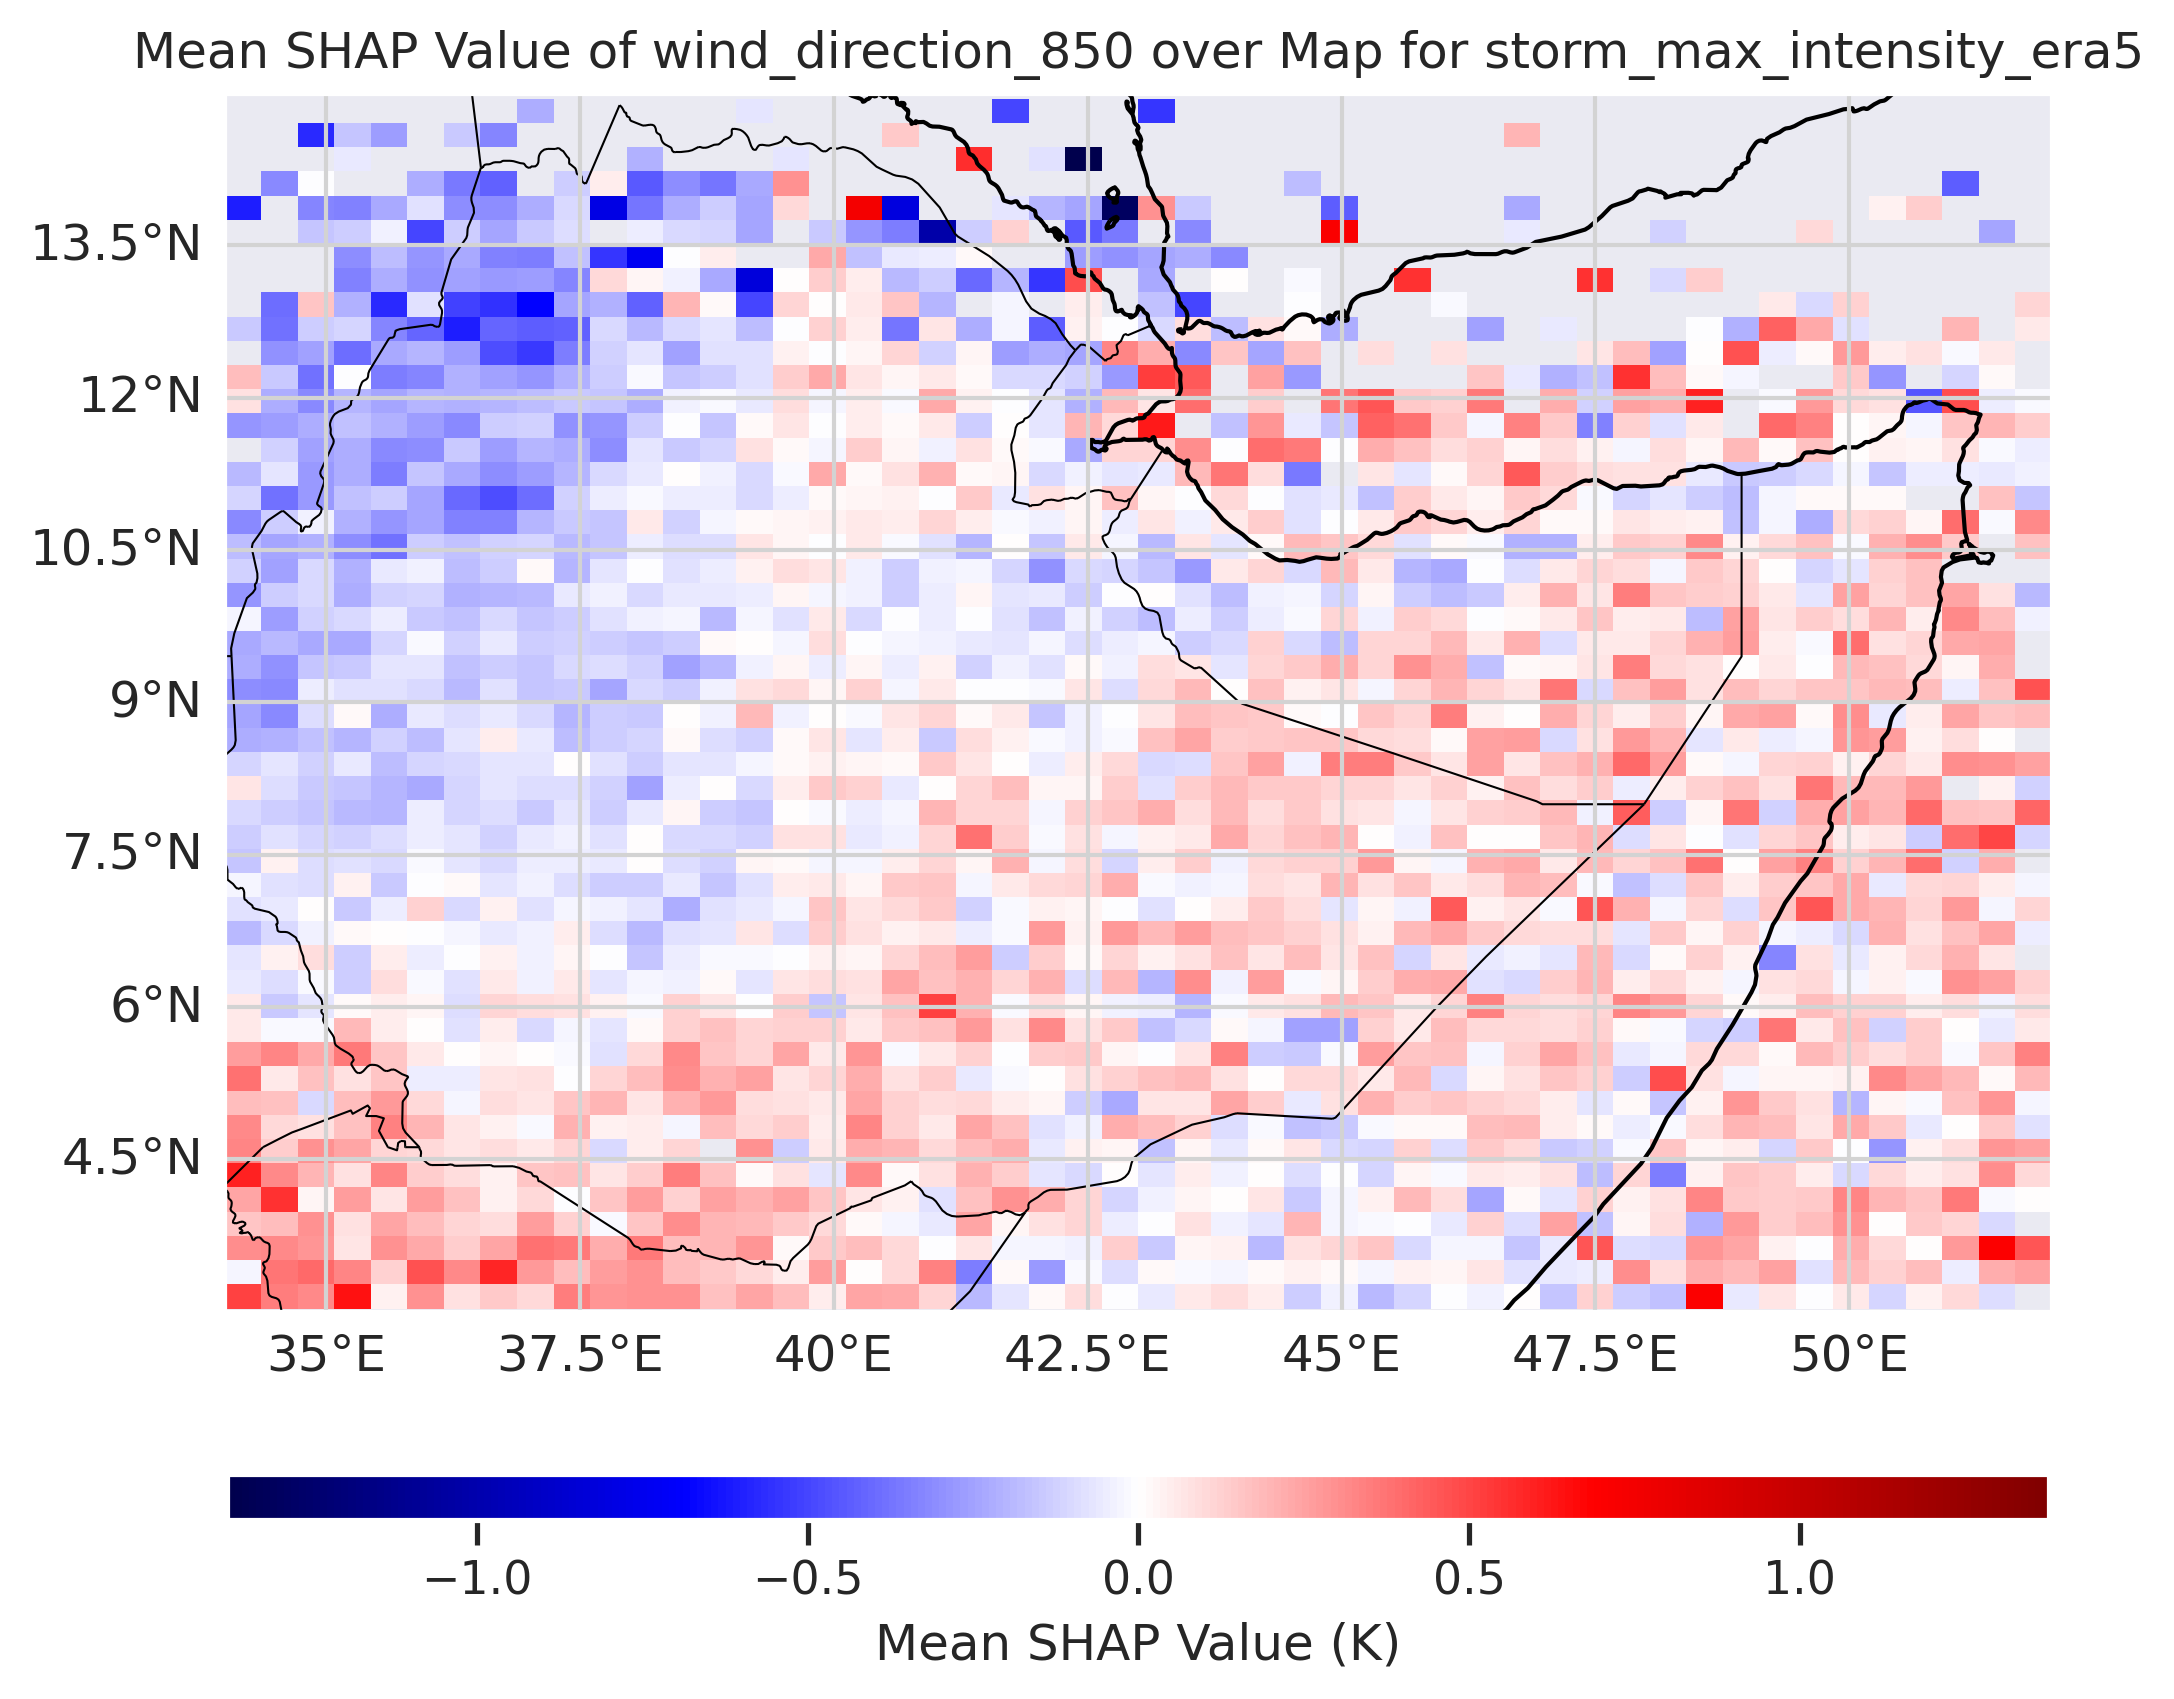 Mean SHAP Value of wind_direction_850 over Map for storm_max_intensity_era5
13.5°N
12°N
10.5°N
9°N
7.5°N
6°N
4.5°N
35°E 37.5°E 40°E 42.5°E 45°E 47.5°E 50°E
−1.0 −0.5 0.0 0.5 1.0
Mean SHAP Value (K)